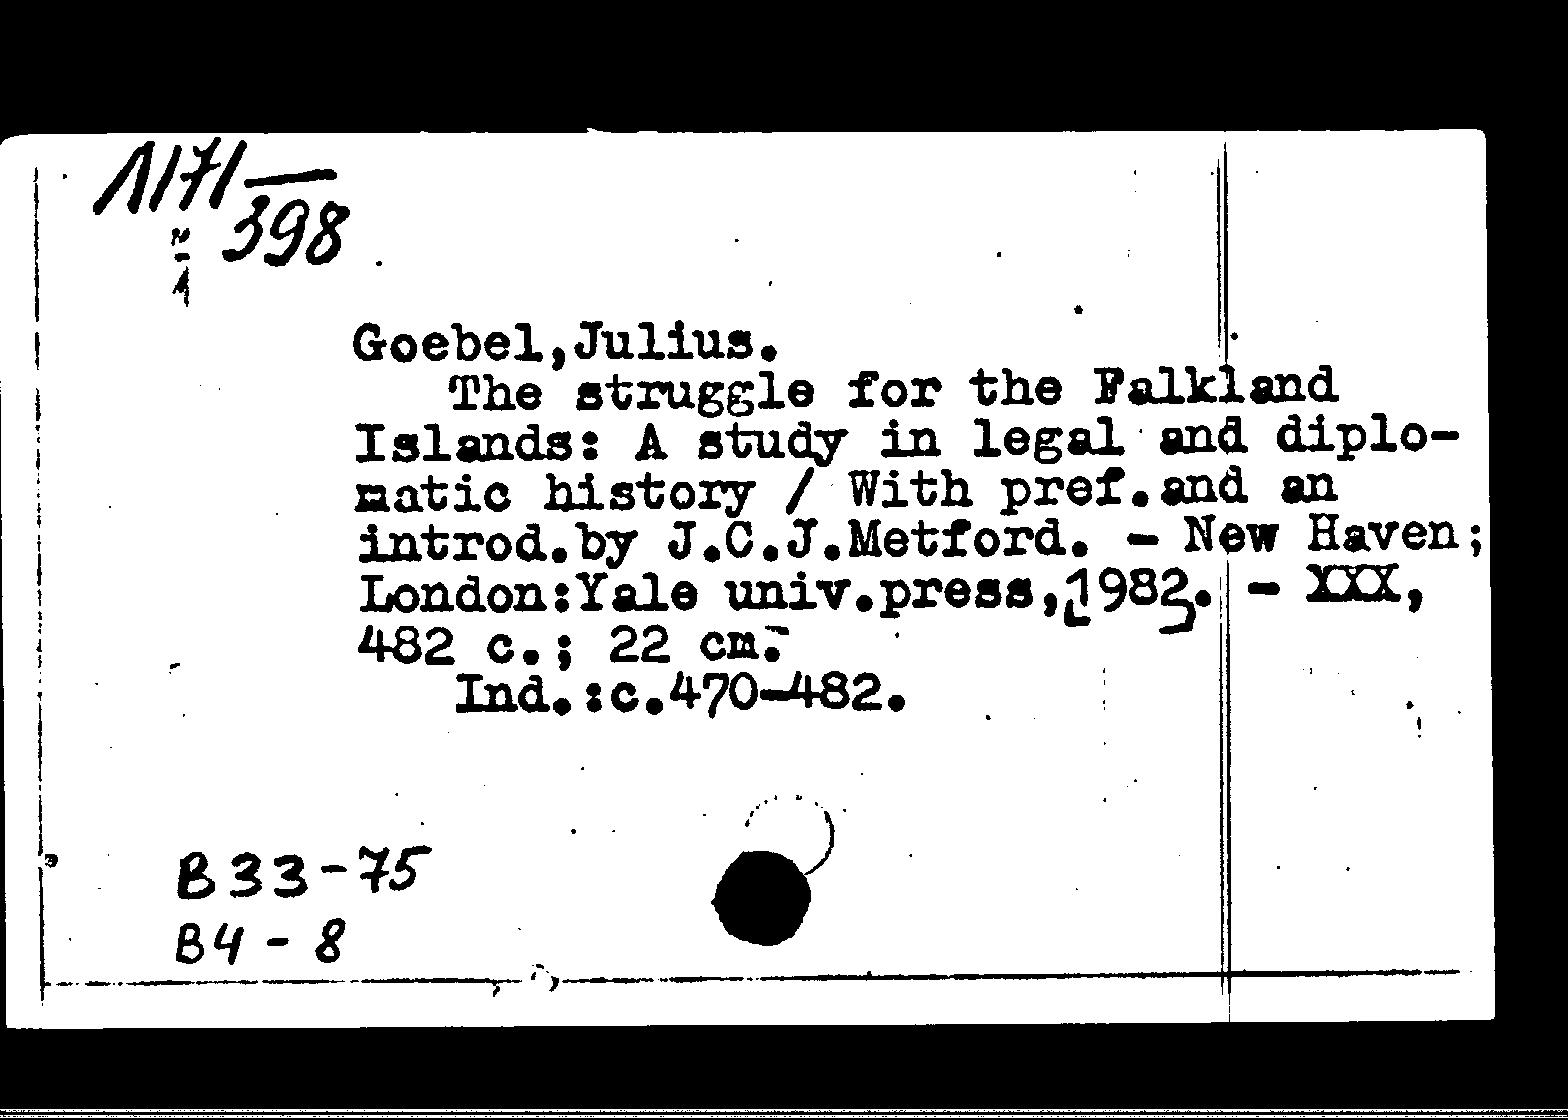 1171/
398
Goebel,Julius.
The struggle for the Falkland
Islands: A study in legal and diplo-
matic history / With pref.and an
introd.by J.C.J.Metford. - New Haven;
London:Yale univ.press,[1982]. - XXX,
482 c.; 22 cm.
Ind.:c.470-482.
B33-75
B4-8